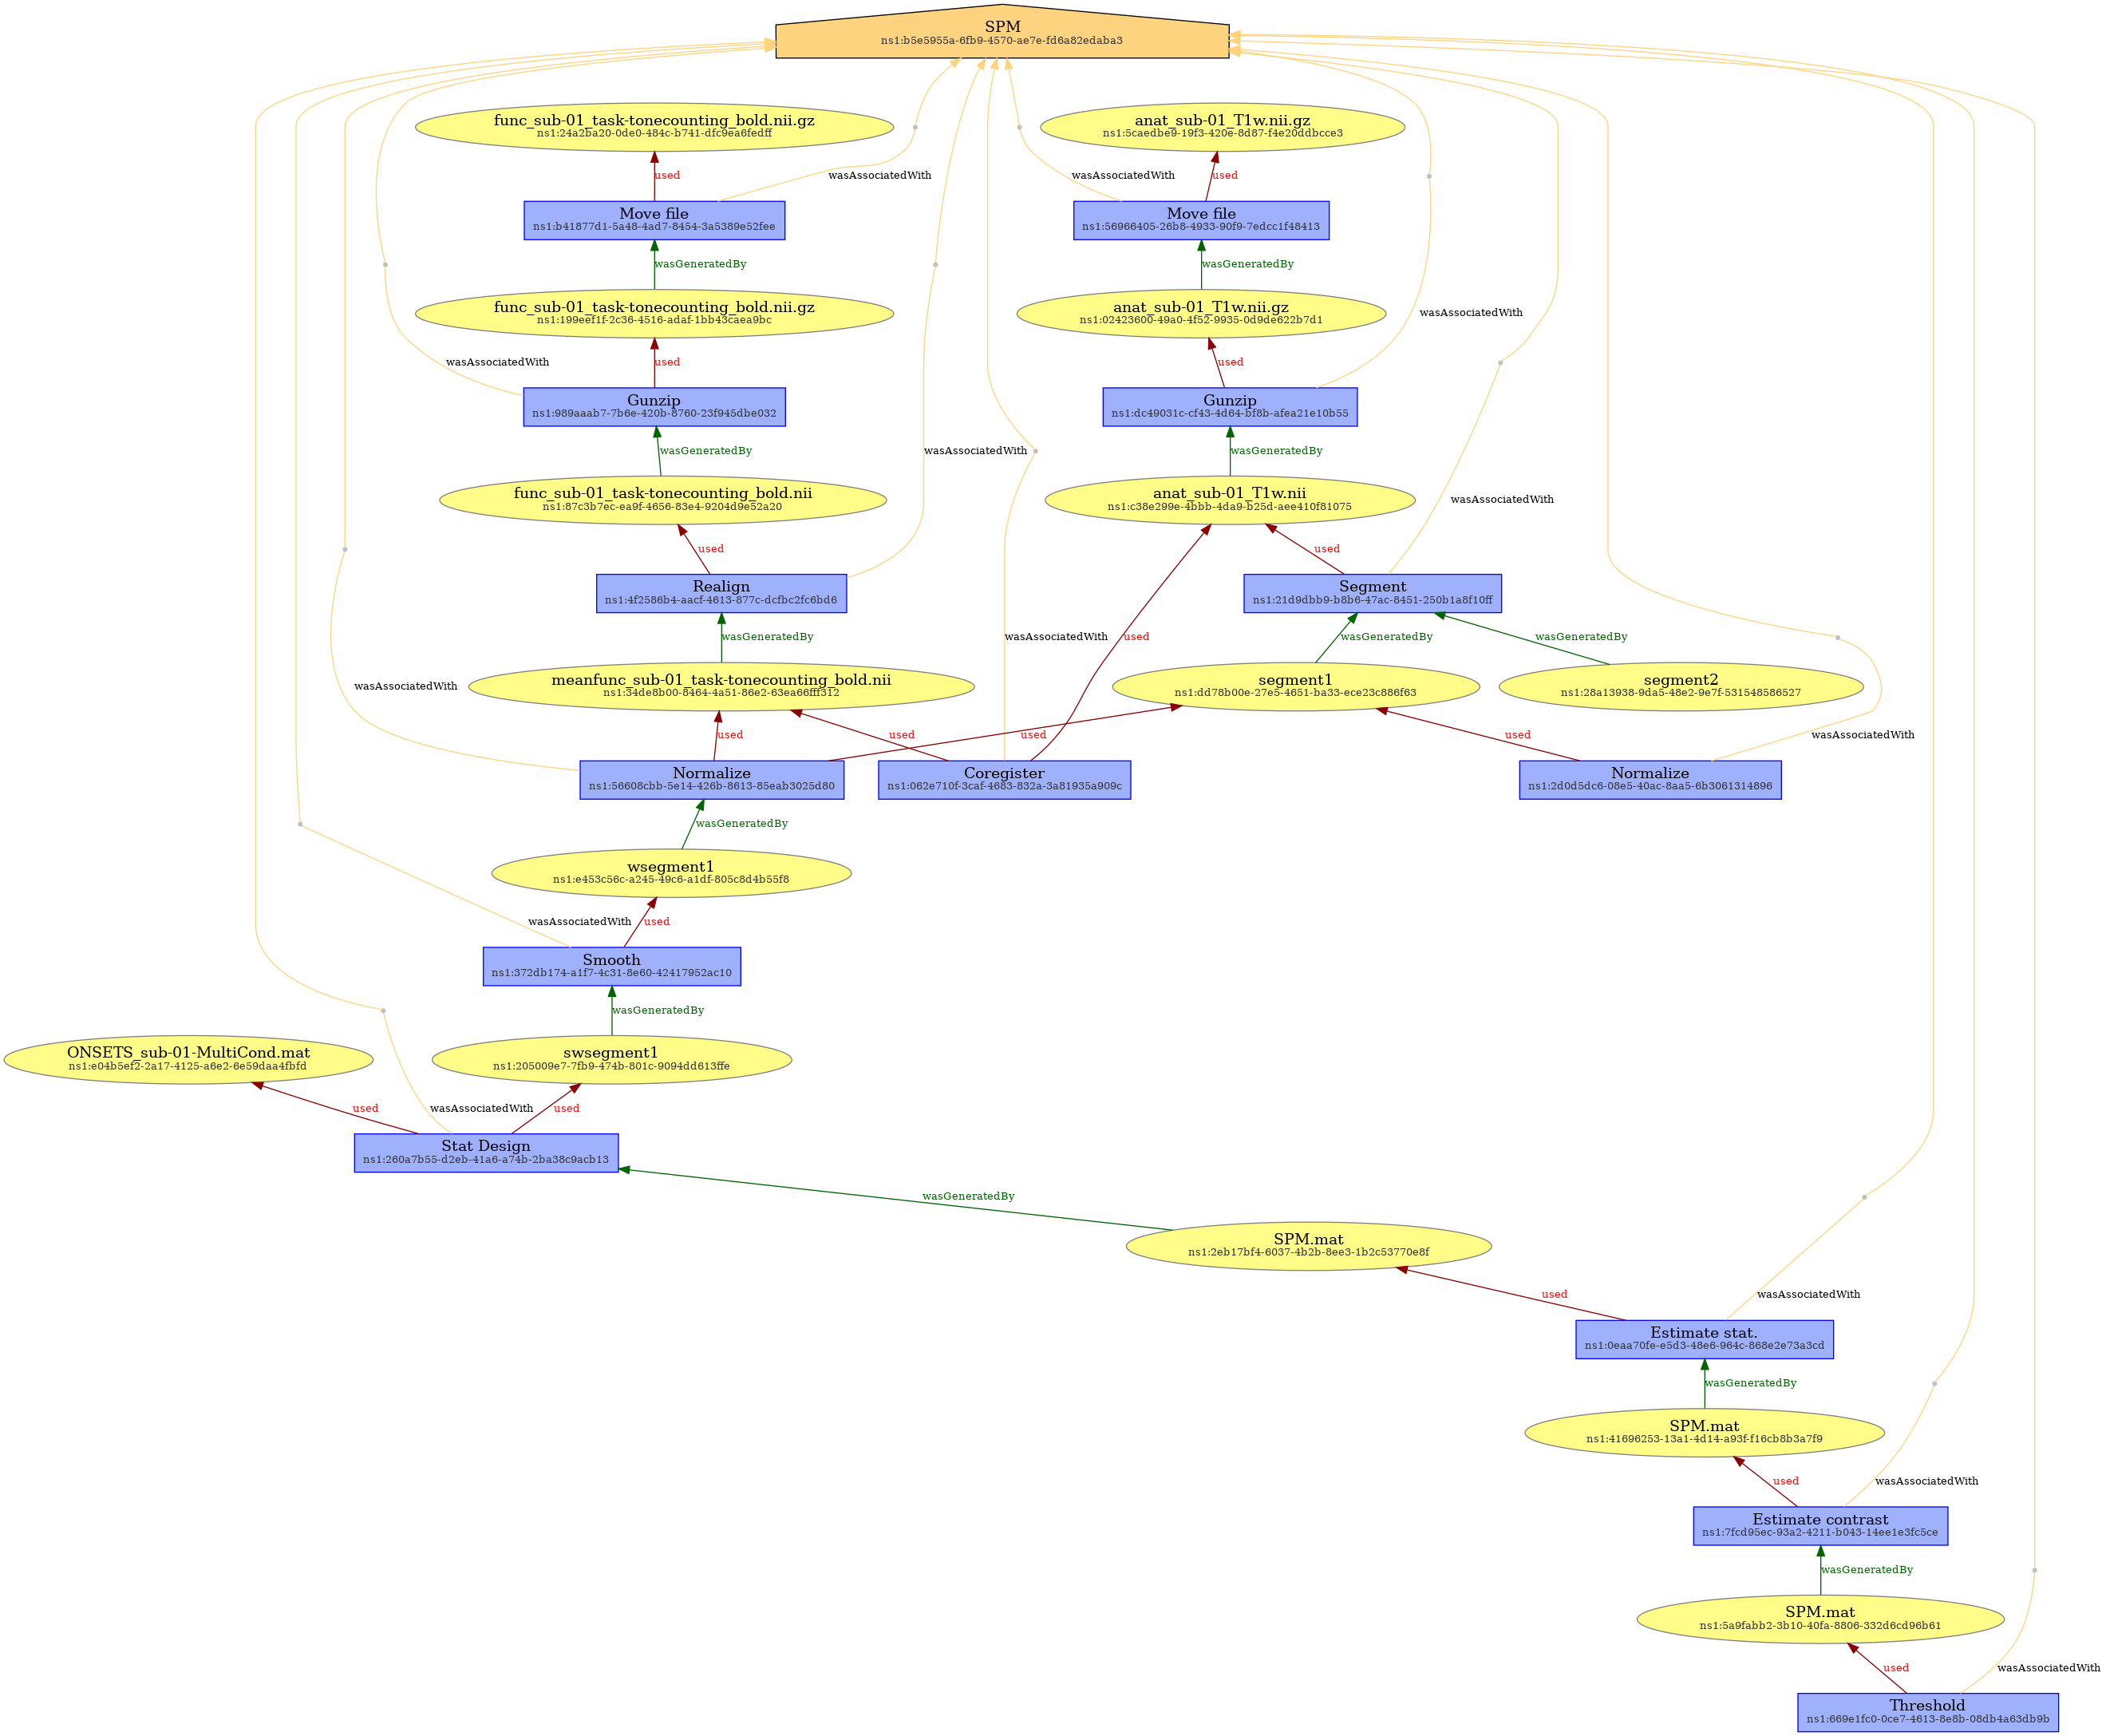 SPM
ns1:b5e5955a-6fb9-4570-ae7e-fd6a82edaba3
func_sub-01_task-tonecounting_bold.nii.gz
ns1:24a2ba20-0de0-484c-b741-dfc9ea6fedff
anat_sub-01_T1w.nii.gz
ns1:5caedbe9-19f3-420e-8d87-f4e20ddbcce3
used
wasAssociatedWith
wasAssociatedWith
used
Move file
ns1:b41877d1-5a48-4ad7-8454-3a5389e52fee
Move file
ns1:56966405-26b8-4933-90f9-7edcc1f48413
wasGeneratedBy
wasGeneratedBy
func_sub-01_task-tonecounting_bold.nii.gz
ns1:199eef1f-2c36-4516-adaf-1bb43caea9bc
anat_sub-01_T1w.nii.gz
ns1:02423600-49a0-4f52-9935-0d9de622b7d1
wasAssociatedWith
wasAssociatedWith
used
used
Gunzip
ns1:989aaab7-7b6e-420b-8760-23f945dbe032
Gunzip
ns1:dc49031c-cf43-4d64-bf8b-afea21e10b55
wasGeneratedBy
wasAssociatedWith
wasGeneratedBy
func_sub-01_task-tonecounting_bold.nii
ns1:87c3b7ec-ea9f-4656-83e4-9204d9e52a20
anat_sub-01_T1w.nii
ns1:c38e299e-4bbb-4da9-b25d-aee410f81075
wasAssociatedWith
used
used
Realign
ns1:4f2586b4-aacf-4613-877c-dcfbc2fc6bd6
Segment
ns1:21d9dbb9-b8b6-47ac-8451-250b1a8f10ff
wasGeneratedBy
wasAssociatedWith
used
wasGeneratedBy
wasGeneratedBy
meanfunc_sub-01_task-tonecounting_bold.nii
ns1:34de8b00-8464-4a51-86e2-63ea66fff312
segment1
ns1:dd78b00e-27e5-4651-ba33-ece23c886f63
segment2
ns1:28a13938-9da5-48e2-9e7f-531548586527
wasAssociatedWith
used
used
used
used
wasAssociatedWith
Normalize
ns1:56608cbb-5e14-426b-8613-85eab3025d80
Coregister
ns1:062e710f-3caf-4683-832a-3a81935a909c
Normalize
ns1:2d0d5dc6-08e5-40ac-8aa5-6b3061314896
wasGeneratedBy
wsegment1
ns1:e453c56c-a245-49c6-a1df-805c8d4b55f8
wasAssociatedWith
used
Smooth
ns1:372db174-a1f7-4c31-8e60-42417952ac10
wasGeneratedBy
ONSETS_sub-01-MultiCond.mat
ns1:e04b5ef2-2a17-4125-a6e2-6e59daa4fbfd
swsegment1
ns1:205009e7-7fb9-474b-801c-9094dd613ffe
used
wasAssociatedWith
used
Stat Design
ns1:260a7b55-d2eb-41a6-a74b-2ba38c9acb13
wasGeneratedBy
SPM.mat
ns1:2eb17bf4-6037-4b2b-8ee3-1b2c53770e8f
used
wasAssociatedWith
Estimate stat.
ns1:0eaa70fe-e5d3-48e6-964c-868e2e73a3cd
wasGeneratedBy
SPM.mat
ns1:41696253-13a1-4d14-a93f-f16cb8b3a7f9
used
wasAssociatedWith
Estimate contrast
ns1:7fcd95ec-93a2-4211-b043-14ee1e3fc5ce
wasGeneratedBy
SPM.mat
ns1:5a9fabb2-3b10-40fa-8806-332d6cd96b61
used
wasAssociatedWith
Threshold
ns1:669e1fc0-0ce7-4613-8e8b-08db4a63db9b